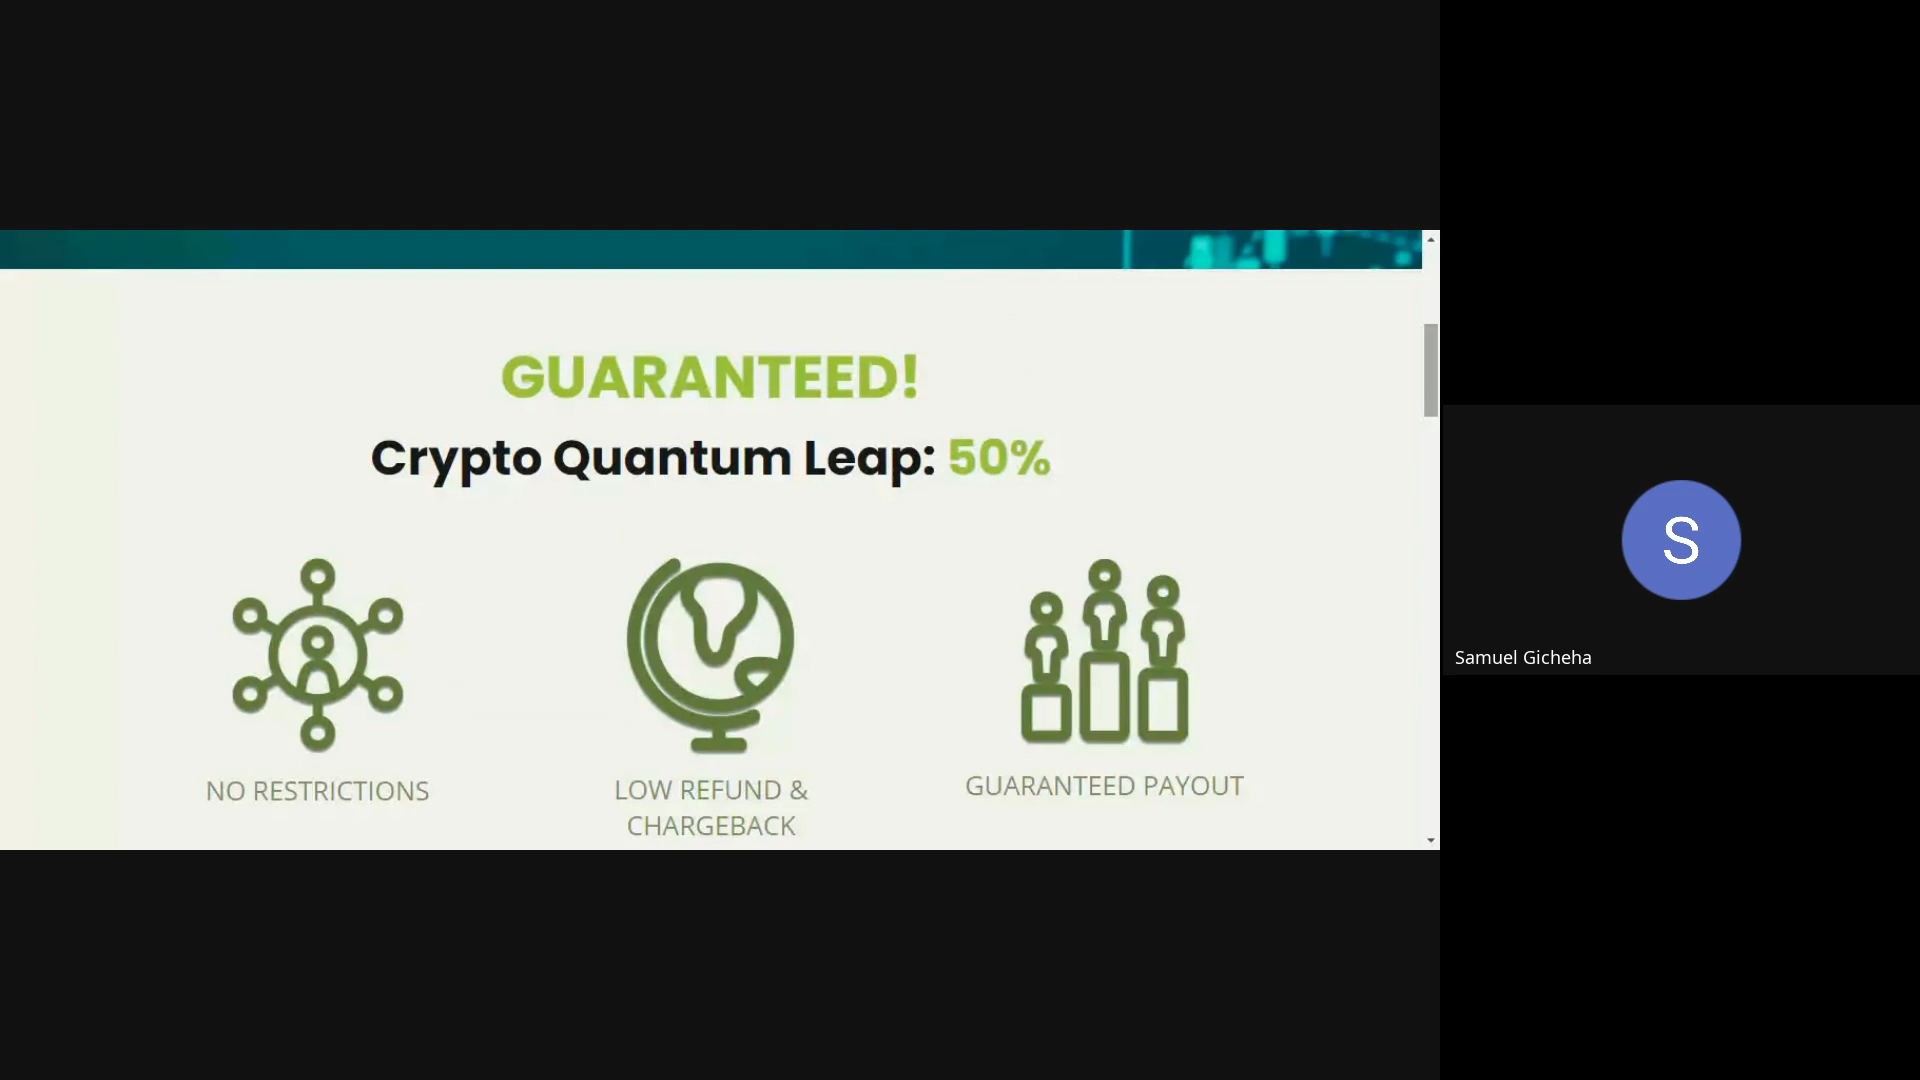 GUARANTEED!
Crypto Quantum Leap: 50%
NO RESTRICTIONS
LOW REFUND &
CHARGEBACK
GUARANTEED PAYOUT
S
Samuel Gicheha